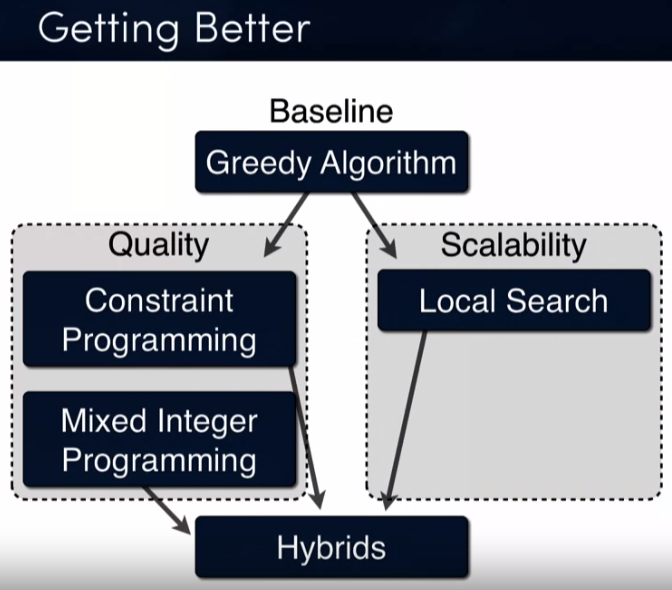 Getting Better
Baseline
Greedy Algorithm
Quality
Constraint
Programming
Mixed Integer
Programming
Scalability
Local Search
Hybrids